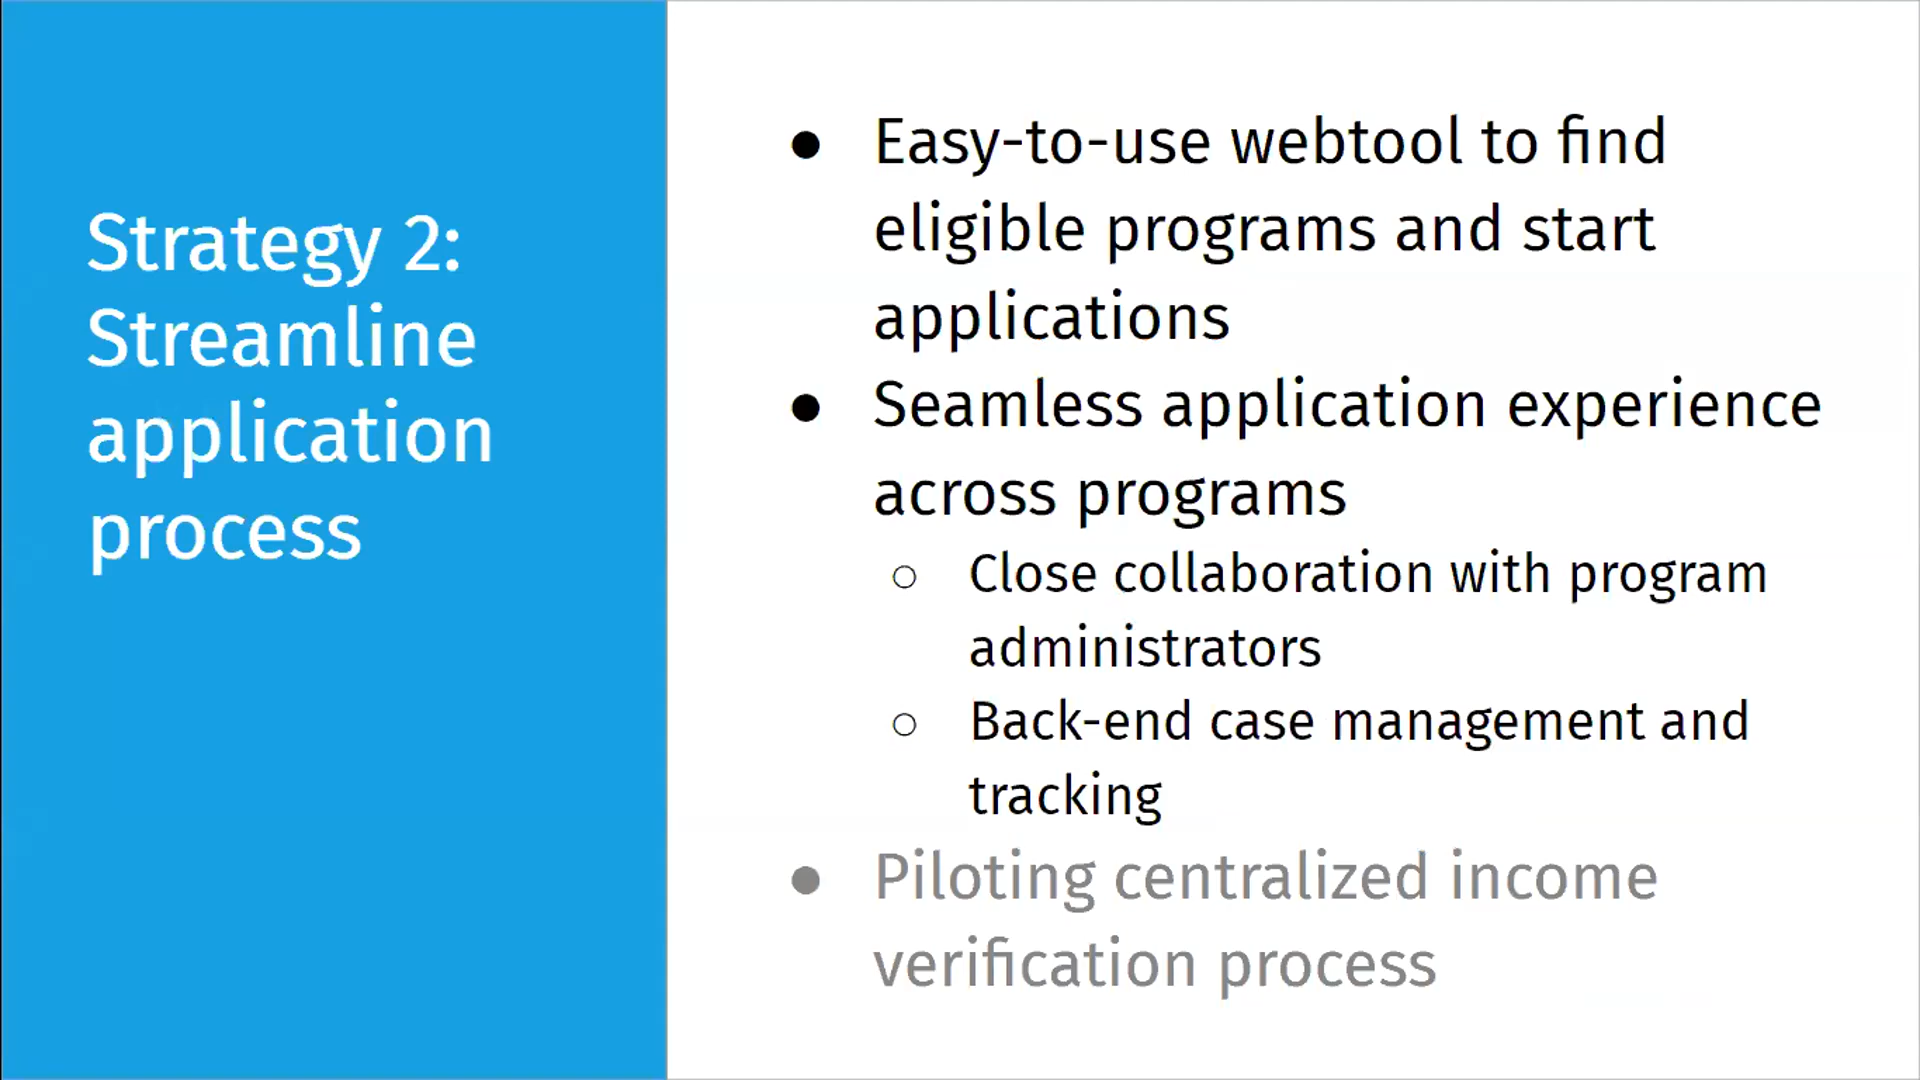 Strategy 2:
Streamline
application
process
● Easy-to-use webtool to find
eligible programs and start
applications
● Seamless application experience
across programs
○ Close collaboration with program
administrators
○ Back-end case management and
tracking
● Piloting centralized income
verification process